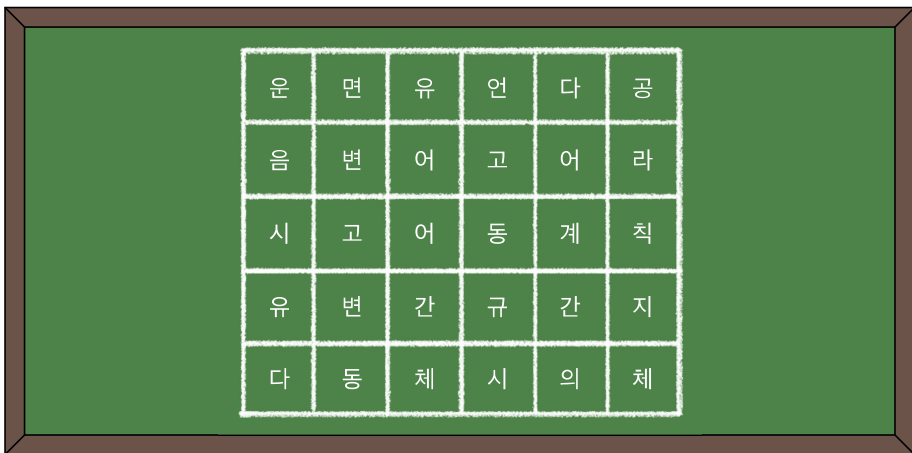 운 면 유 언 다 공
음 변 어 고 어 라
시 고 어 동 계 칙
유 변 간 규 간 지
다 동 체 시 의 체